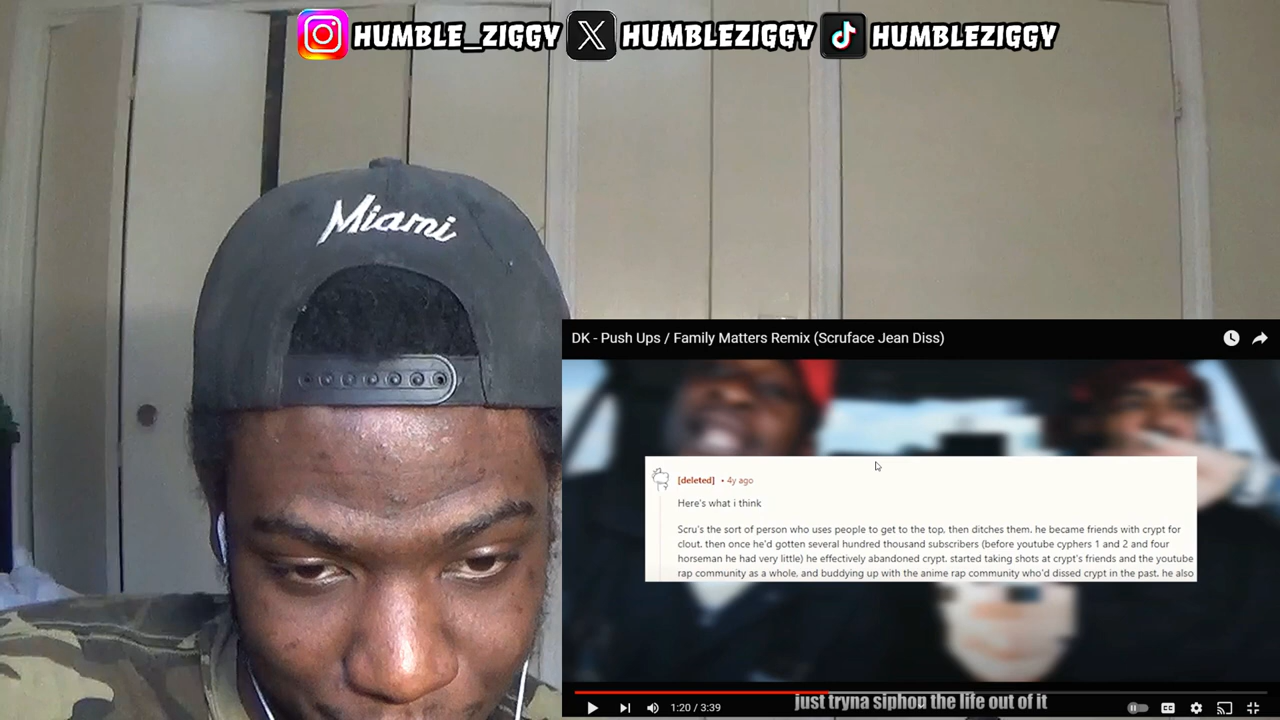 HUMBLE_ZIGGY X HUMBLEZIGGY HUMBLEZIGGY
Miami
DK - Push Ups / Family Matters Remix (Scruface Jean Diss)
[deleted] • 4y ago
Here's what i think
Scru's the sort of person who uses people to get to the top, then ditches them. he became friends with crypt for
clout. then once he'd gotten several hundred thousand subscribers (before youtube cyphers 1 and 2 and four
horseman he had very little) he effectively abandoned crypt. started taking shots at crypt's friends and the youtube
rap community as a whole, and buddying up with the anime rap community who'd dissed crypt in the past. he also
just tryna siphon the life out of it
1:20 / 3:39
CC